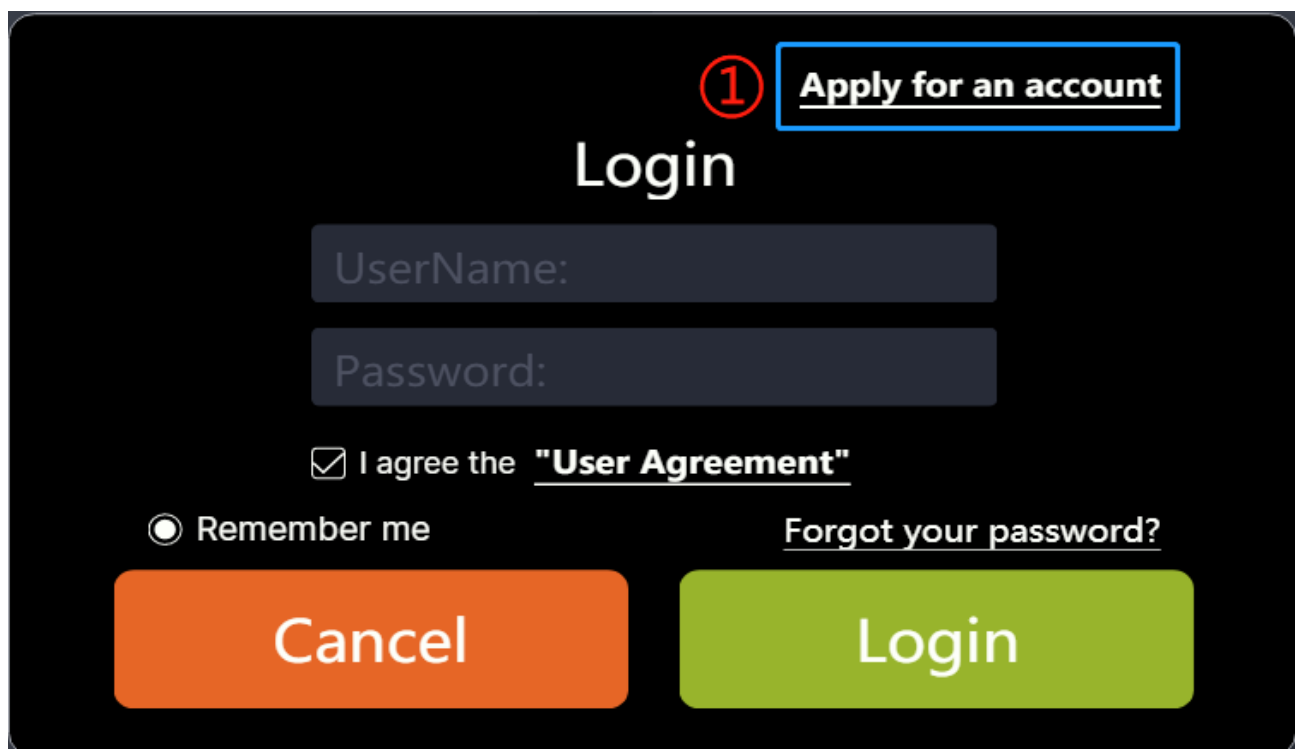 ① Apply for an account
Login
UserName:
Password:
I agree the "User Agreement"
Remember me
Forgot your password?
Cancel
Login